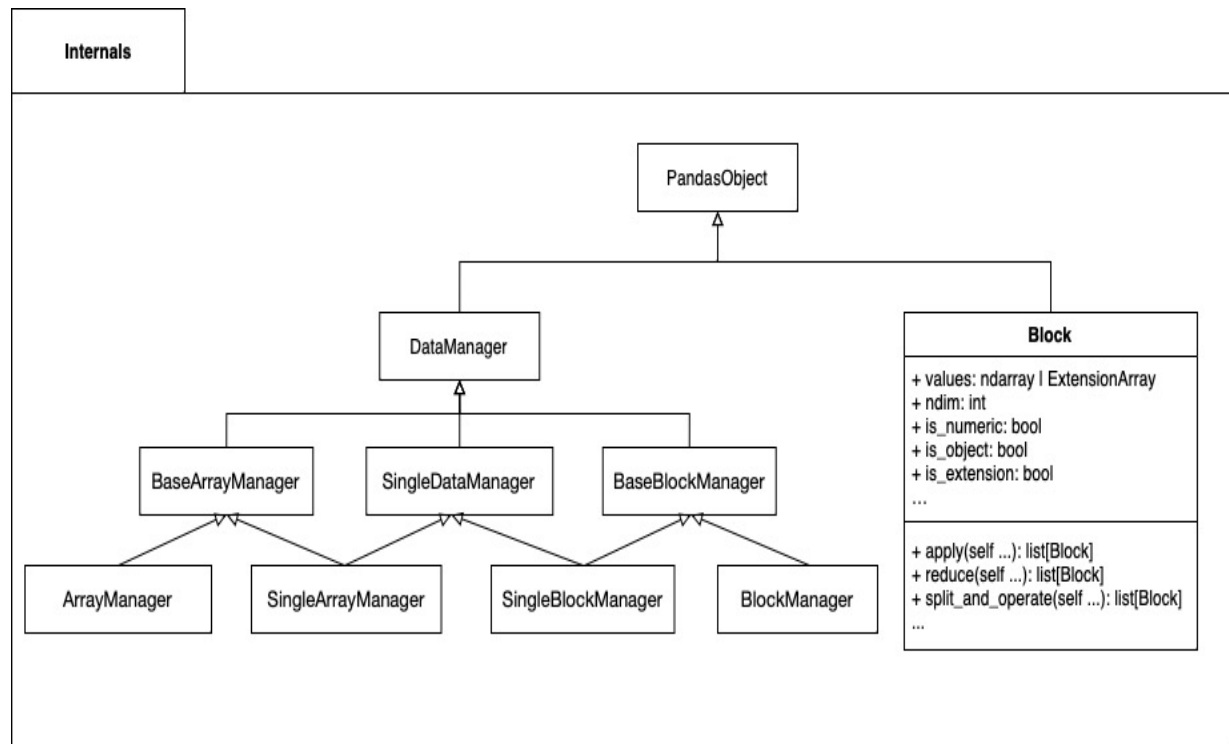 Internals
PandasObject
DataManager
Block
+ values: ndarray | ExtensionArray
+ ndim: int
+ is_numeric: bool
+ is_object: bool
+ is_extension: bool
...
+ apply(self ...): list[Block]
+ reduce(self ...): list[Block]
+ split_and_operate(self ...): list[Block]
...
BaseArrayManager
SingleDataManager
BaseBlockManager
ArrayManager
SingleArrayManager
SingleBlockManager
BlockManager